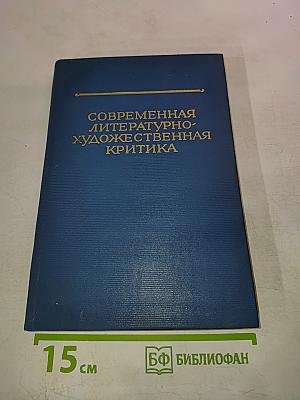 СОВРЕМЕННАЯ
ЛИТЕРАТУРНО-
ХУДОЖЕСТВЕННАЯ
КРИТИКА
15 см
БФ БИБЛИОФАН